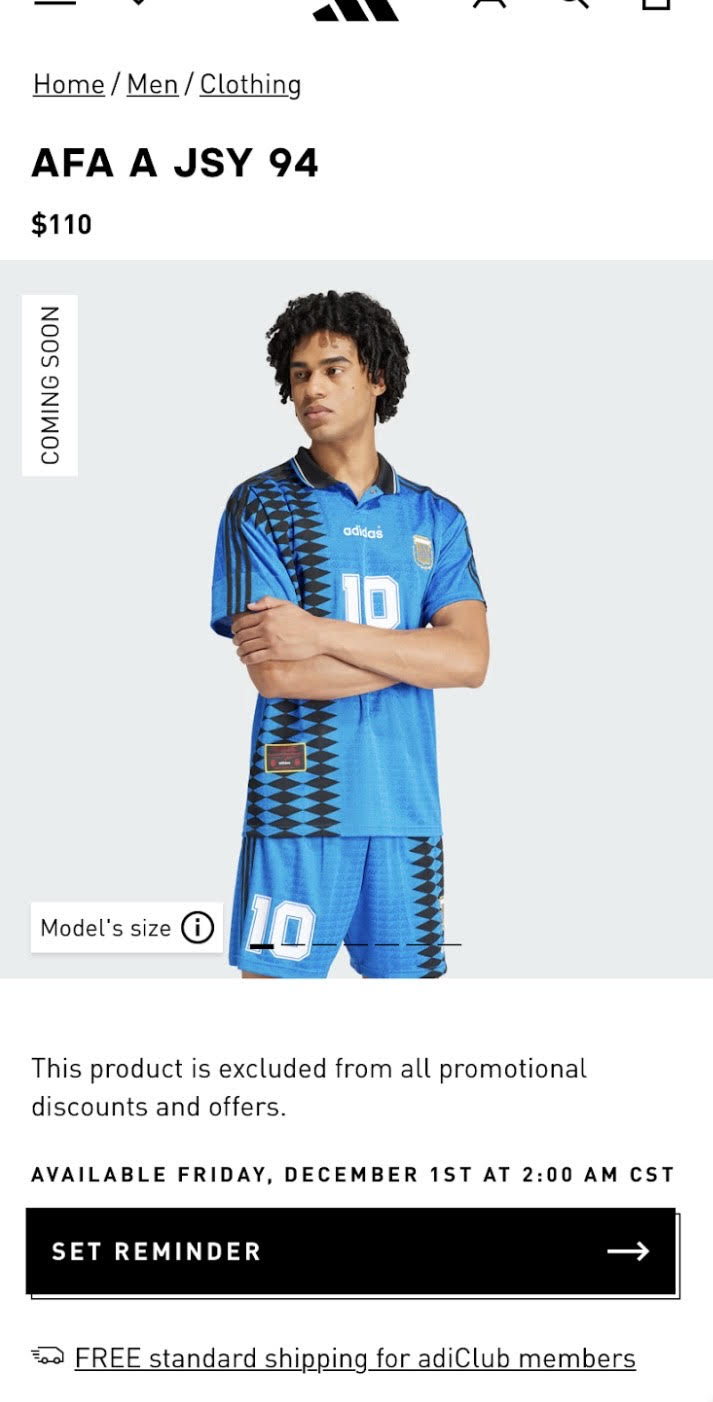 Home / Men / Clothing
AFA A JSY 94
$110
COMING SOON
adidas
10
10
Model's size
This product is excluded from all promotional
discounts and offers.
AVAILABLE FRIDAY, DECEMBER 1ST AT 2:00 AM CST
SET REMINDER
FREE standard shipping for adiClub members